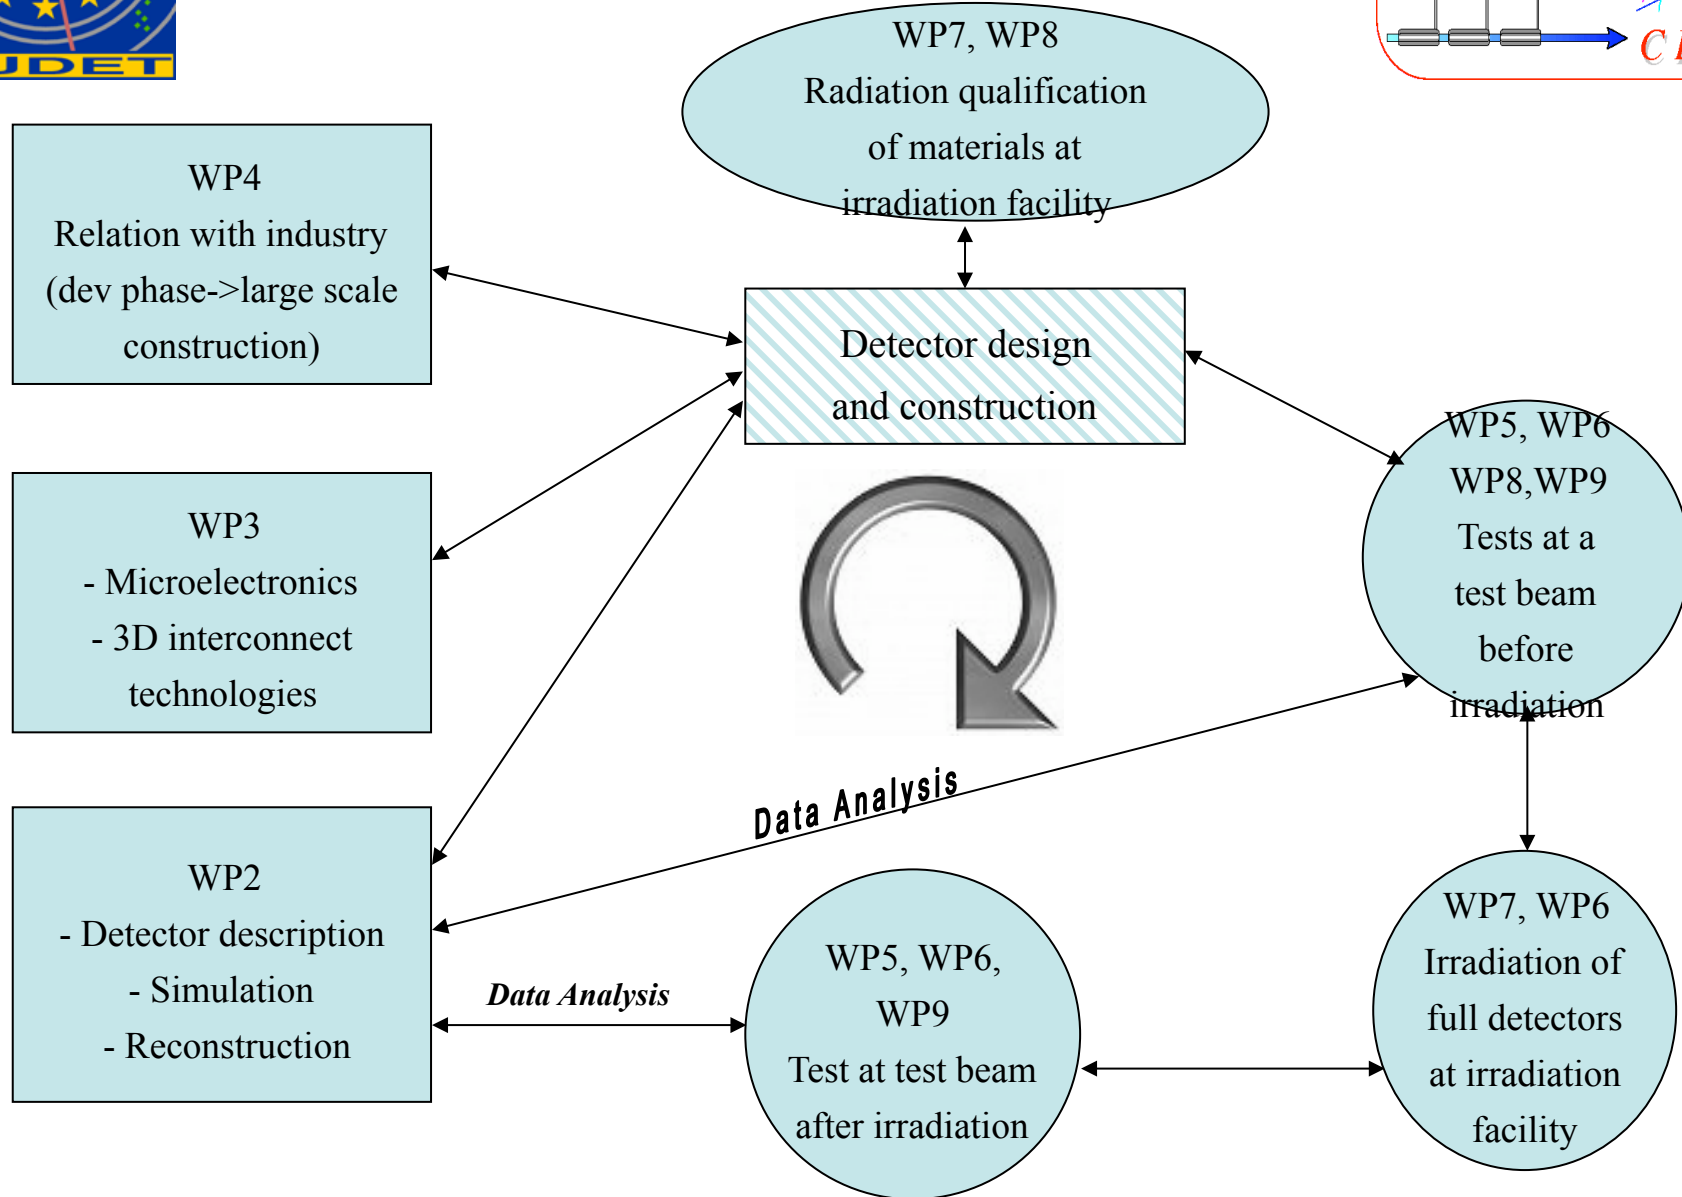 UDET
WP7, WP8
Radiation qualification
of materials at
irradiation facility
WP4
Relation with industry
(dev phase->large scale
construction)
Detector design
and construction
WP5, WP6
WP8,WP9
Tests at a
test beam
before
irradiation
WP3
- Microelectronics
- 3D interconnect
technologies
Data Analysis
WP2
- Detector description
- Simulation
- Reconstruction
Data Analysis
WP5, WP6,
WP9
Test at test beam
after irradiation
WP7, WP6
Irradiation of
full detectors
at irradiation
facility